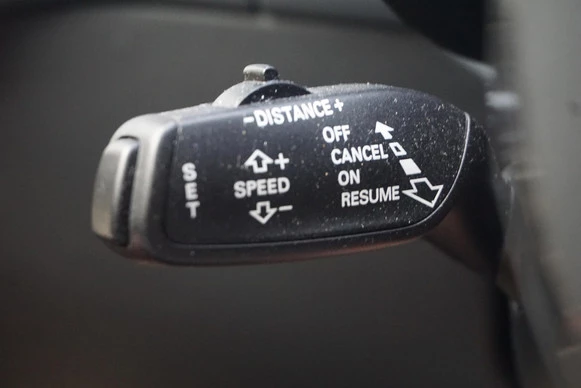 -DISTANCE+
OFF
CANCEL
ON
RESUME
+
SPEED
-
SET